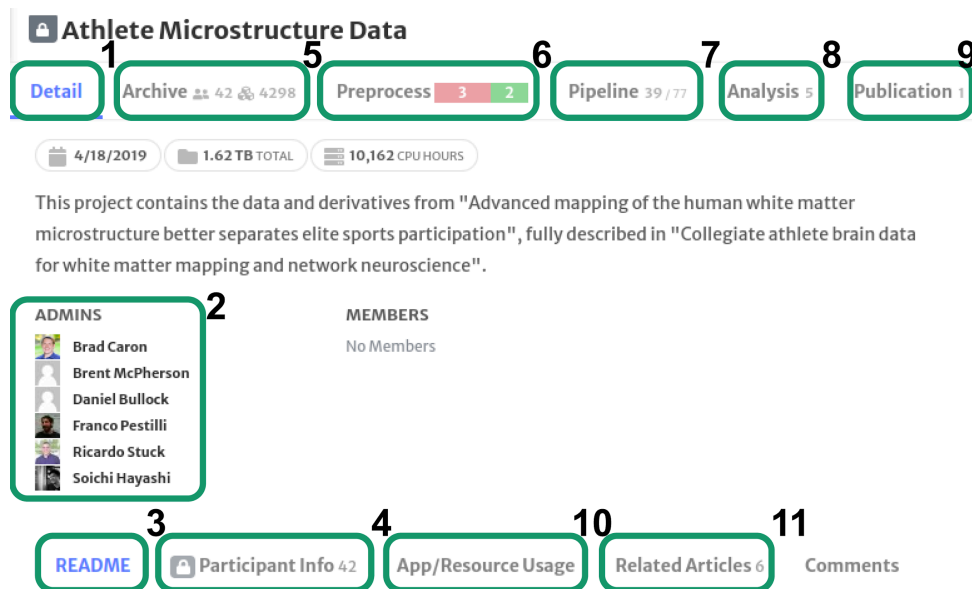 Athlete Microstructure Data
1 5 6 7 8 9
Detail Archive 42 4298 Preprocess 3 2 Pipeline 39 / 77 Analysis 5 Publication 1
4/18/2019 1.62 TB TOTAL 10,162 CPU HOURS
This project contains the data and derivatives from "Advanced mapping of the human white matter
microstructure better separates elite sports participation", fully described in "Collegiate athlete brain data
for white matter mapping and network neuroscience".
2
ADMINS MEMBERS
Brad Caron No Members
Brent McPherson
Daniel Bullock
Franco Pestilli
Ricardo Stuck
Soichi Hayashi
3 4 10 11
README Participant Info 42 App/Resource Usage Related Articles 6 Comments